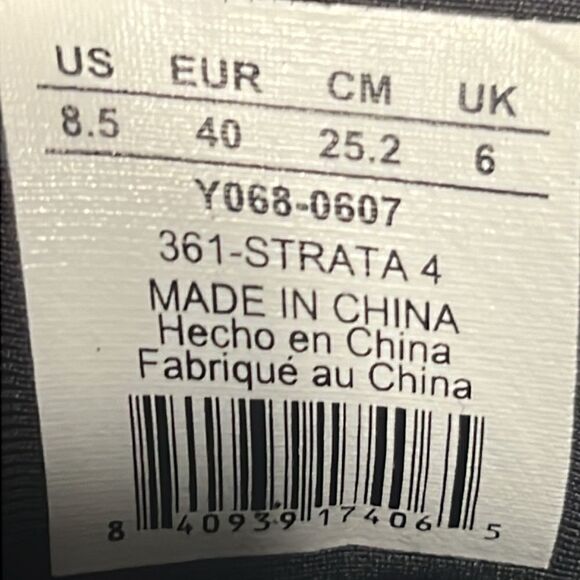 US EUR CM UK
8.5 40 25.2 6
Y068-0607
361-STRATA 4
MADE IN CHINA
Hecho en China
Fabriqué au China
8 40939 17406 5